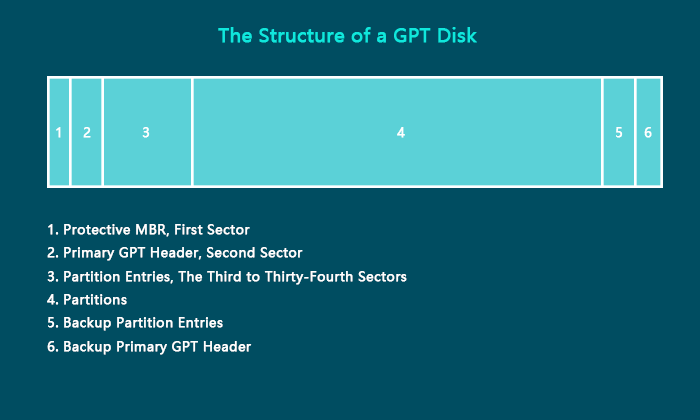 The Structure of a GPT Disk
1 2 3 4 5 6
1. Protective MBR, First Sector
2. Primary GPT Header, Second Sector
3. Partition Entries, The Third to Thirty-Fourth Sectors
4. Partitions
5. Backup Partition Entries
6. Backup Primary GPT Header